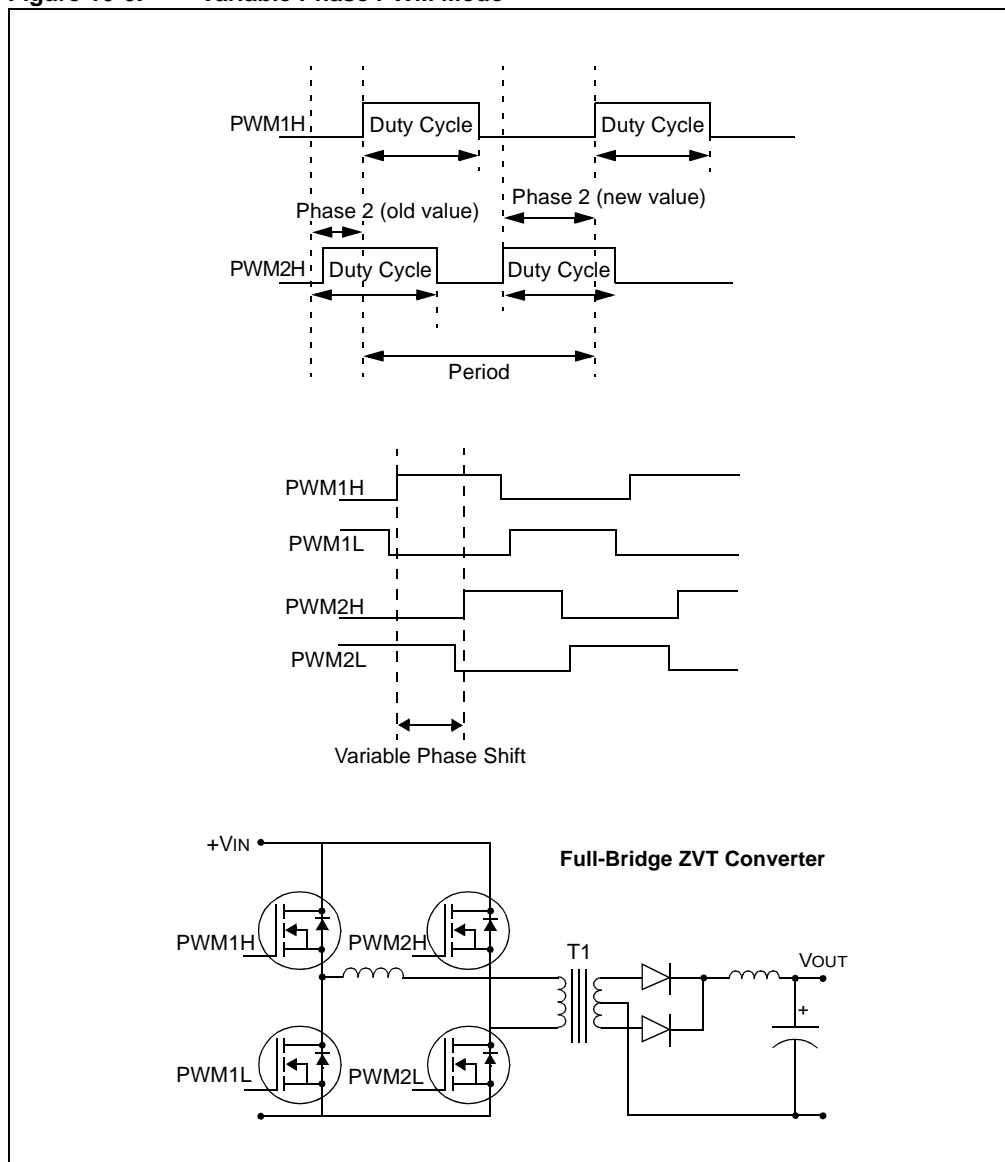 PWM1H
Duty Cycle
Duty Cycle
Phase 2 (old value)
Phase 2 (new value)
PWM2H
Duty Cycle
Duty Cycle
Period
PWM1H
PWM1L
PWM2H
PWM2L
Variable Phase Shift
+VIN
Full-Bridge ZVT Converter
PWM1H
PWM2H
T1
VOUT
+
PWM1L
PWM2L